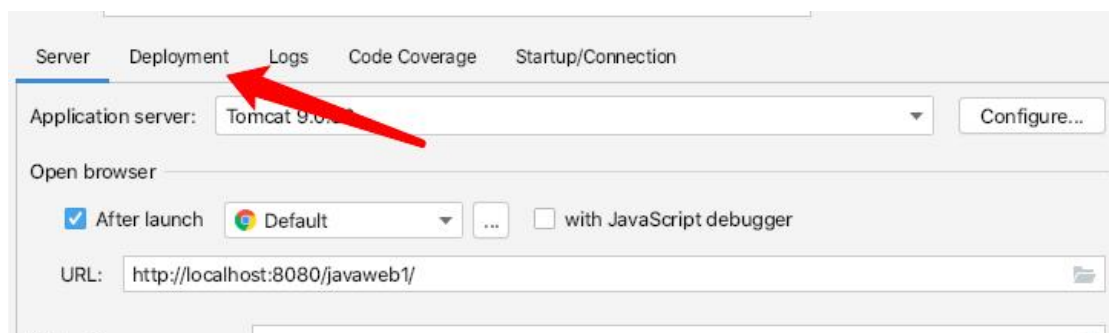 Server Deployment Logs Code Coverage Startup/Connection
Application server: Tomcat Configure...
Open browser
After launch Default ... with JavaScript debugger
URL: http://localhost:8080/javaweb1/